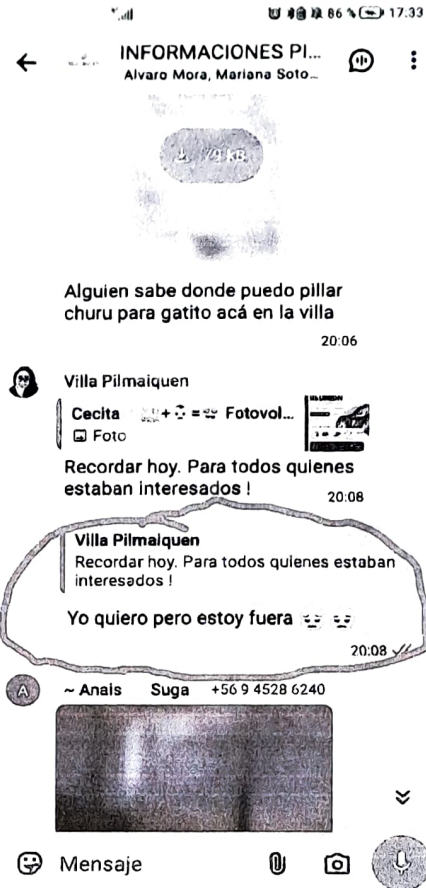 86 % 17.33
INFORMACIONES PI...
Alvaro Mora, Mariana Soto...
79 KB
Alguien sabe donde puedo pillar
churu para gatito acá en la villa
20:06
Villa Pilmaiquen
Cecita + = Fotovol...
Foto
Recordar hoy. Para todos quienes
estaban interesados !
20:08
Villa Pilmaiquen
Recordar hoy. Para todos quienes estaban
interesados !
Yo quiero pero estoy fuera
20:08
A
~ Anais Suga +56 9 4528 6240
Mensaje